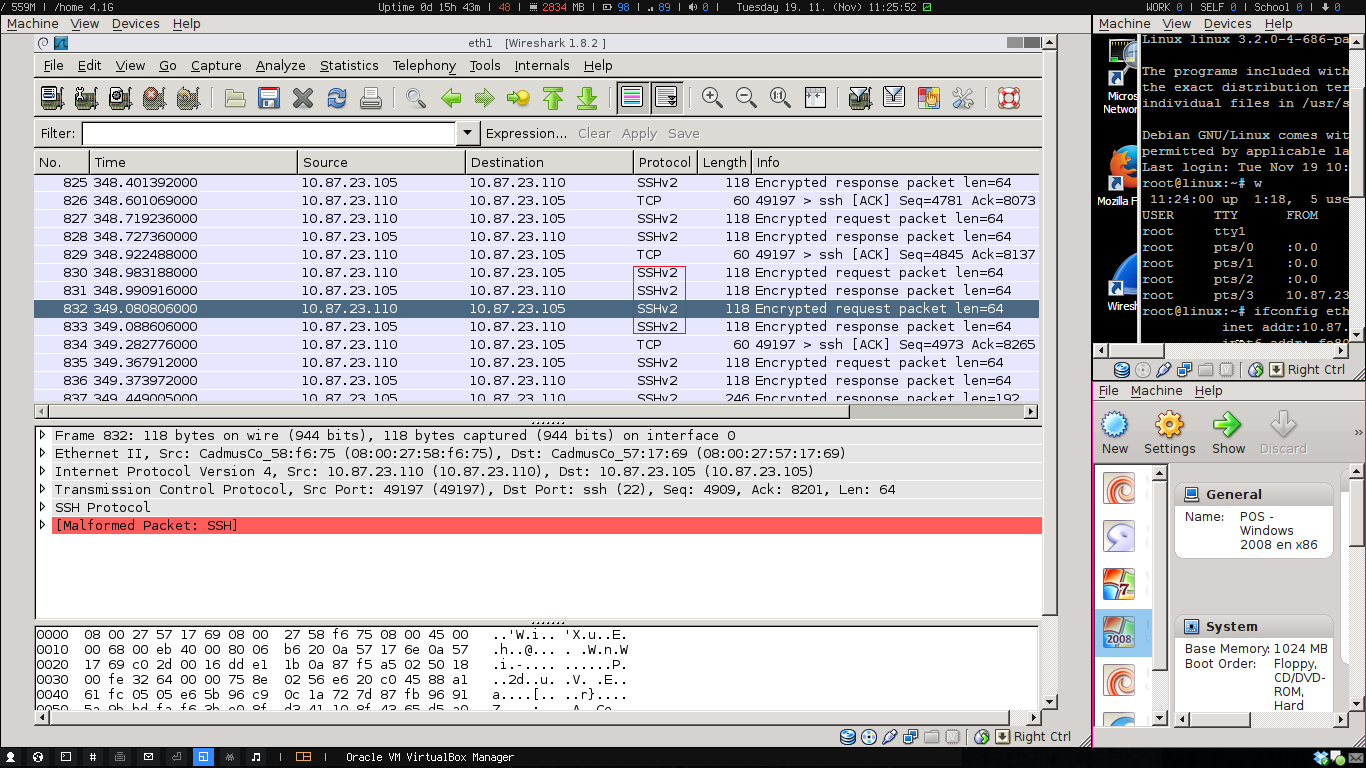 / 559M | /home 4.1G Uptime 0d 15h 43m | 48 | 2834 MB | 98 | 89 | 0 | Tuesday 19. 11. (Nov) 11:25:52 WORK 0 | SELF 0 | School 0 | 0
Machine View Devices Help
eth1 [Wireshark 1.8.2 ]
File Edit View Go Capture Analyze Statistics Telephony Tools Internals Help
Filter: Expression... Clear Apply Save
No. Time Source Destination Protocol Length Info
825 348.401392000 10.87.23.105 10.87.23.110 SSHv2 118 Encrypted response packet len=64
826 348.601069000 10.87.23.110 10.87.23.105 TCP 60 49197 > ssh [ACK] Seq=4781 Ack=8073
827 348.719236000 10.87.23.110 10.87.23.105 SSHv2 118 Encrypted request packet len=64
828 348.727360000 10.87.23.105 10.87.23.110 SSHv2 118 Encrypted response packet len=64
829 348.922488000 10.87.23.110 10.87.23.105 TCP 60 49197 > ssh [ACK] Seq=4845 Ack=8137
830 348.983188000 10.87.23.110 10.87.23.105 SSHv2 118 Encrypted request packet len=64
831 348.990916000 10.87.23.105 10.87.23.110 SSHv2 118 Encrypted response packet len=64
832 349.080806000 10.87.23.110 10.87.23.105 SSHv2 118 Encrypted request packet len=64
833 349.088606000 10.87.23.105 10.87.23.110 SSHv2 118 Encrypted response packet len=64
834 349.282776000 10.87.23.110 10.87.23.105 TCP 60 49197 > ssh [ACK] Seq=4973 Ack=8265
835 349.367912000 10.87.23.110 10.87.23.105 SSHv2 118 Encrypted request packet len=64
836 349.373972000 10.87.23.105 10.87.23.110 SSHv2 118 Encrypted response packet len=64
837 349.449005000 10.87.23.105 10.87.23.110 SSHv2 246 Encrypted response packet len=192
Frame 832: 118 bytes on wire (944 bits), 118 bytes captured (944 bits) on interface 0
Ethernet II, Src: CadmusCo_58:f6:75 (08:00:27:58:f6:75), Dst: CadmusCo_57:17:69 (08:00:27:57:17:69)
Internet Protocol Version 4, Src: 10.87.23.110 (10.87.23.110), Dst: 10.87.23.105 (10.87.23.105)
Transmission Control Protocol, Src Port: 49197 (49197), Dst Port: ssh (22), Seq: 4909, Ack: 8201, Len: 64
SSH Protocol
[Malformed Packet: SSH]
0000 08 00 27 57 17 69 08 00 27 58 f6 75 08 00 45 00 ..'W.i.. 'X.u..E.
0010 00 68 00 eb 40 00 80 06 b6 20 0a 57 17 6e 0a 57 .h..@... . .W.n.W
0020 17 69 c0 2d 00 16 dd e1 1b 0a 87 f5 a5 02 50 18 .i.-.... ......P.
0030 00 fe 32 64 00 00 75 8e 02 56 e6 20 c0 45 88 a1 ..2d..u. .V. .E..
0040 61 fc 05 05 e6 5b 96 c9 0c 1a 72 7d 87 fb 96 91 a....[.. ..r}....
Right Ctrl
Oracle VM VirtualBox Manager
Machine View Devices Help
Micros
Network
Mozilla F
Wiresh
Linux linux 3.2.0-4-686-pa
The programs included with
the exact distribution ter
individual files in /usr/s
Debian GNU/Linux comes wit
permitted by applicable la
Last login: Tue Nov 19 10:
root@linux:~# w
11:24:00 up 1:18, 5 use
USER TTY FROM
root tty1
root pts/0 :0.0
root pts/1 :0.0
root pts/2 :0.0
root pts/3 10.87.23
root@linux:~# ifconfig eth
inet addr:10.87.
Right Ctrl
File Machine Help
New Settings Show Discard
General
Name: POS -
Windows
2008 en x86
System
Base Memory: 1024 MB
Boot Order: Floppy,
CD/DVD-
ROM,
Hard
7
2008